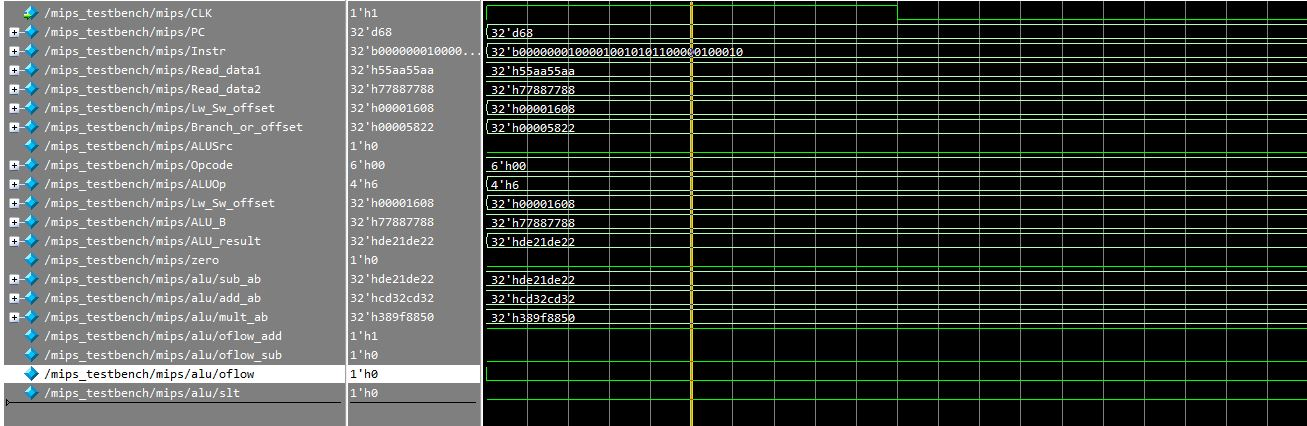 /mips_testbench/mips/CLK 1'h1
/mips_testbench/mips/PC 32'd68 32'd68
/mips_testbench/mips/Instr 32'b000000010000... 32'b00000001000010010101100000100010
/mips_testbench/mips/Read_data1 32'h55aa55aa 32'h55aa55aa
/mips_testbench/mips/Read_data2 32'h77887788 32'h77887788
/mips_testbench/mips/Lw_Sw_offset 32'h00001608 32'h00001608
/mips_testbench/mips/Branch_or_offset 32'h00005822 32'h00005822
/mips_testbench/mips/ALUSrc 1'h0
/mips_testbench/mips/Opcode 6'h00 6'h00
/mips_testbench/mips/ALUOp 4'h6 4'h6
/mips_testbench/mips/Lw_Sw_offset 32'h00001608 32'h00001608
/mips_testbench/mips/ALU_B 32'h77887788 32'h77887788
/mips_testbench/mips/ALU_result 32'hde21de22 32'hde21de22
/mips_testbench/mips/zero 1'h0
/mips_testbench/mips/alu/sub_ab 32'hde21de22 32'hde21de22
/mips_testbench/mips/alu/add_ab 32'hcd32cd32 32'hcd32cd32
/mips_testbench/mips/alu/mult_ab 32'h389f8850 32'h389f8850
/mips_testbench/mips/alu/oflow_add 1'h1
/mips_testbench/mips/alu/oflow_sub 1'h0
/mips_testbench/mips/alu/oflow 1'h0
/mips_testbench/mips/alu/slt 1'h0